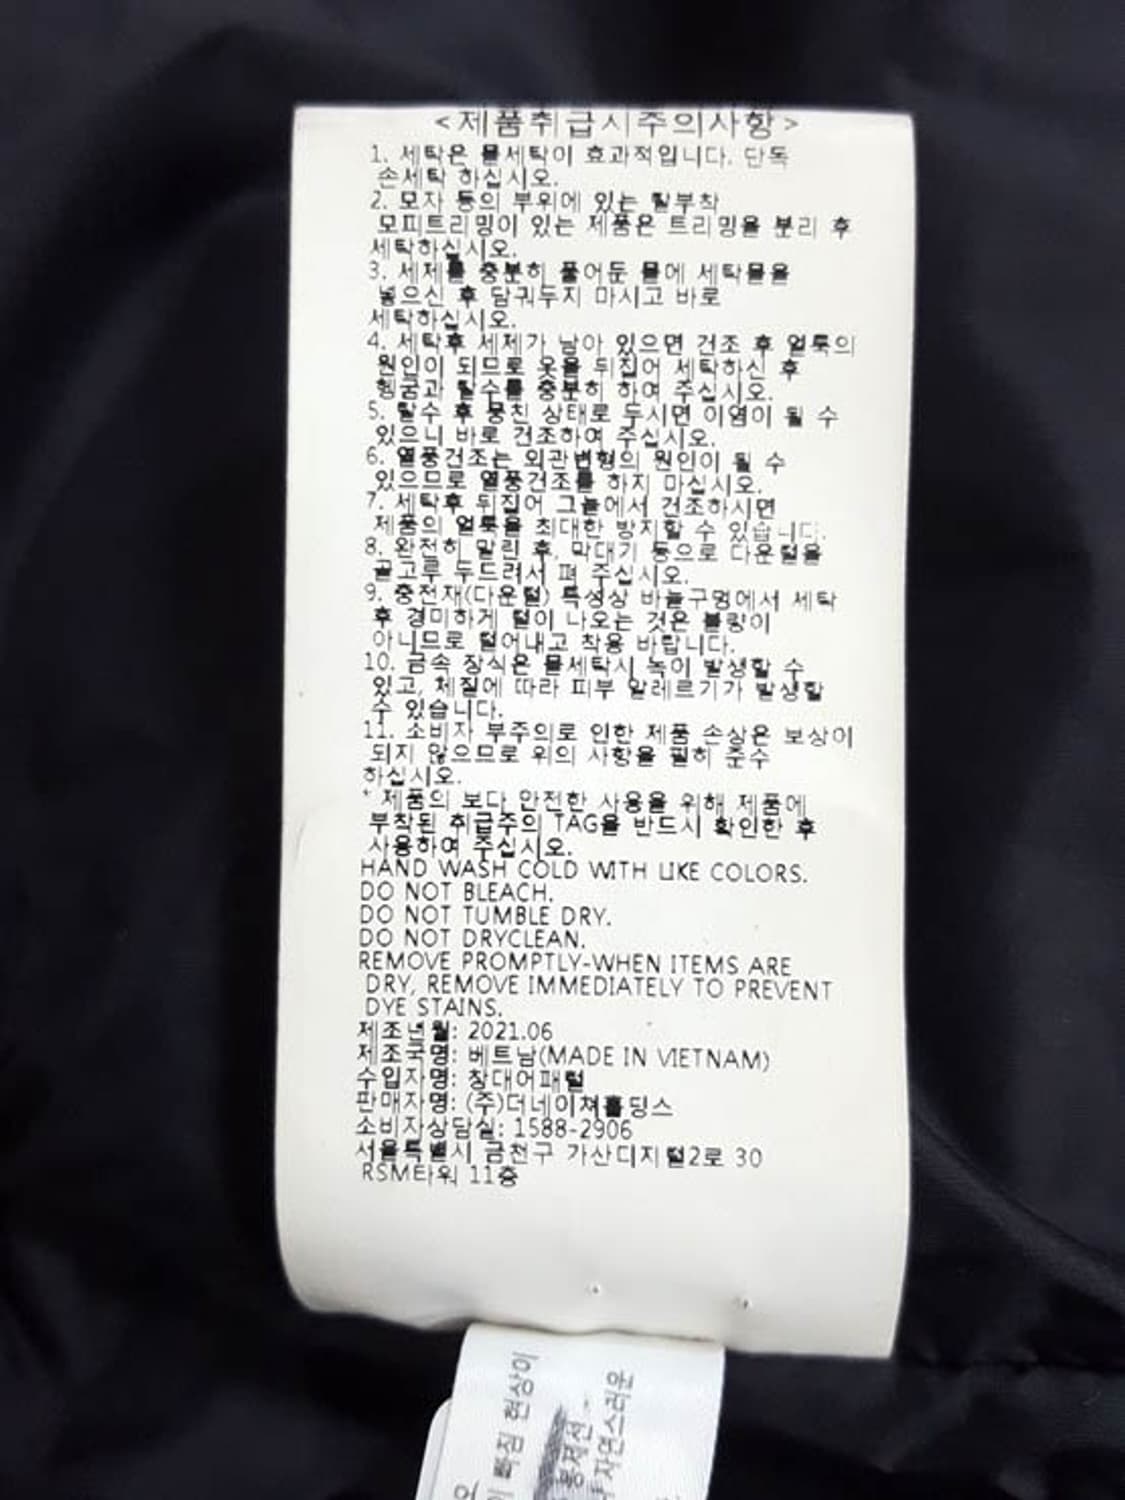 <제품취급시주의사항>
1. 세탁은 물세탁이 효과적입니다. 단독
손세탁 하십시오.
2. 모자 등의 부위에 있는 탈부착
모피트리밍이 있는 제품은 트리밍을 분리 후
세탁하십시오.
3. 세제를 충분히 풀어둔 물에 세탁물을
넣으신 후 담궈두지 마시고 바로
세탁하십시오.
4. 세탁후 세제가 남아 있으면 건조 후 얼룩의
원인이 되므로 옷을 뒤집어 세탁하신 후
헹굼과 탈수를 충분히 하여 주십시오.
5. 탈수 후 뭉친 상태로 두시면 이염이 될 수
있으니 바로 건조하여 주십시오.
6. 열풍건조는 외관변형의 원인이 될 수
있으므로 열풍건조를 하지 마십시오.
7. 세탁후 뒤집어 그늘에서 건조하시면
제품의 얼룩을 최대한 방지할 수 있습니다.
8. 완전히 말린 후, 막대기 등으로 다운털을
골고루 두드려서 펴 주십시오.
9. 충전재(다운털) 특성상 바늘구멍에서 세탁
후 경미하게 털이 나오는 것은 불량이
아니므로 털어내고 착용 바랍니다.
10. 금속 장식은 물세탁시 녹이 발생할 수
있고, 체질에 따라 피부 알레르기가 발생할
수 있습니다.
11. 소비자 부주의로 인한 제품 손상은 보상이
되지 않으므로 위의 사항을 필히 준수
하십시오.
* 제품의 보다 안전한 사용을 위해 제품에
부착된 취급주의 TAG을 반드시 확인한 후
사용하여 주십시오.
HAND WASH COLD WITH LIKE COLORS.
DO NOT BLEACH.
DO NOT TUMBLE DRY.
DO NOT DRYCLEAN.
REMOVE PROMPTLY-WHEN ITEMS ARE
DRY, REMOVE IMMEDIATELY TO PREVENT
DYE STAINS.
제조년월: 2021.06
제조국명: 베트남(MADE IN VIETNAM)
수입자명: 창대어패럴
판매자명: (주)더네이쳐홀딩스
소비자상담실: 1588-2906
서울특별시 금천구 가산디지털2로 30
RSM타워 11층
빠짐 현상이
자연스러운